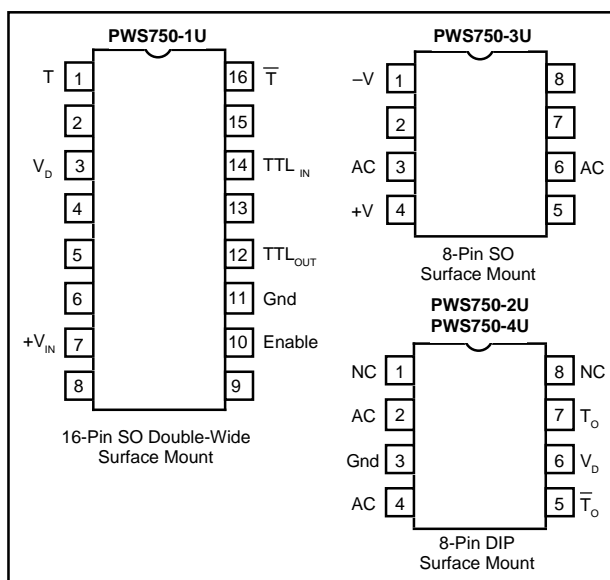 PWS750-1U
T 1 16 T̅
2 15
V_D 3 14 TTL_IN
4 13
5 12 TTL_OUT
6 11 Gnd
+V_IN 7 10 Enable
8 9
16-Pin SO Double-Wide
Surface Mount
PWS750-3U
–V 1 8
2 7
AC 3 6 AC
+V 4 5
8-Pin SO
Surface Mount
PWS750-2U
PWS750-4U
NC 1 8 NC
AC 2 7 T_O
Gnd 3 6 V_D
AC 4 5 T̅_O
8-Pin DIP
Surface Mount